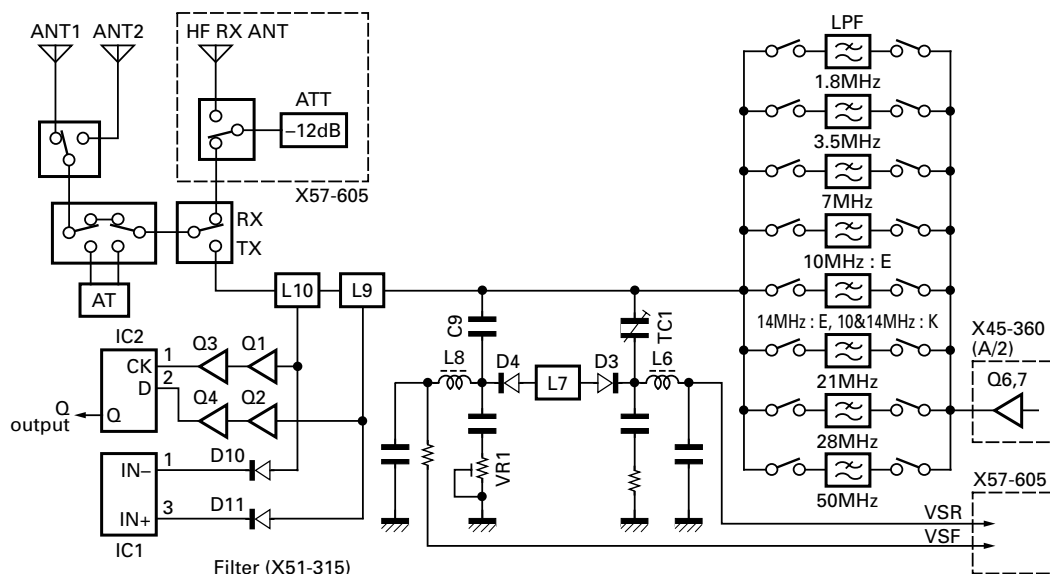 ANT1 ANT2 HF RX ANT
ATT
–12dB
X57-605
RX
TX
AT
L10 L9
LPF
1.8MHz
3.5MHz
7MHz
10MHz : E
14MHz : E, 10&14MHz : K
21MHz
28MHz
50MHz
X45-360
(A/2)
Q6,7
X57-605
C9
TC1
L8 D4 L7 D3 L6
VR1
IC2
CK 1 Q3 Q1
D 2
Q4 Q2
Q
Q
output
IN– 1 D10
IN+ 3 D11
IC1
VSR
VSF
Filter (X51-315)